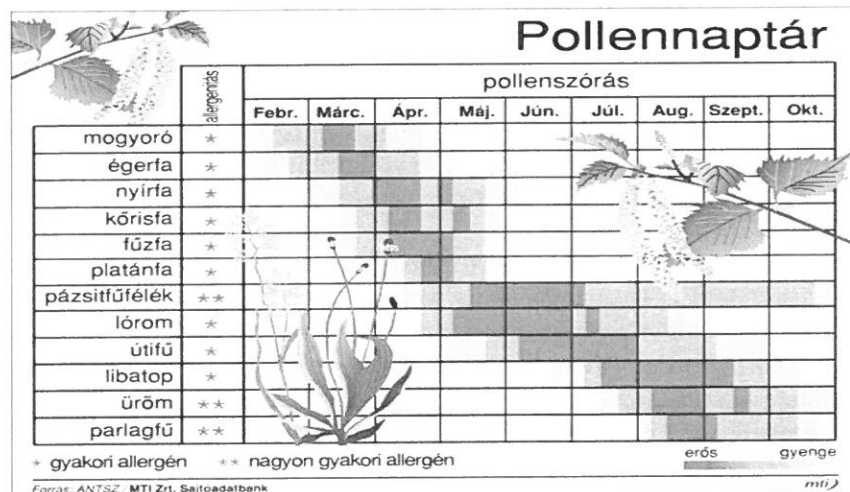 Pollennaptár
allergenitás
pollenszórás
Febr. Márc. Ápr. Máj. Jún. Júl. Aug. Szept. Okt.
mogyoró *
égerfa *
nyírfa *
kőrisfa *
fűzfa *
platánfa *
pázsitfűfélék **
lórom *
útifű *
libatop *
üröm **
parlagfű **
* gyakori allergén ** nagyon gyakori allergén
erős gyenge
Forrás: ANTSZ / MTI Zrt. Sajtóadatbank
mti